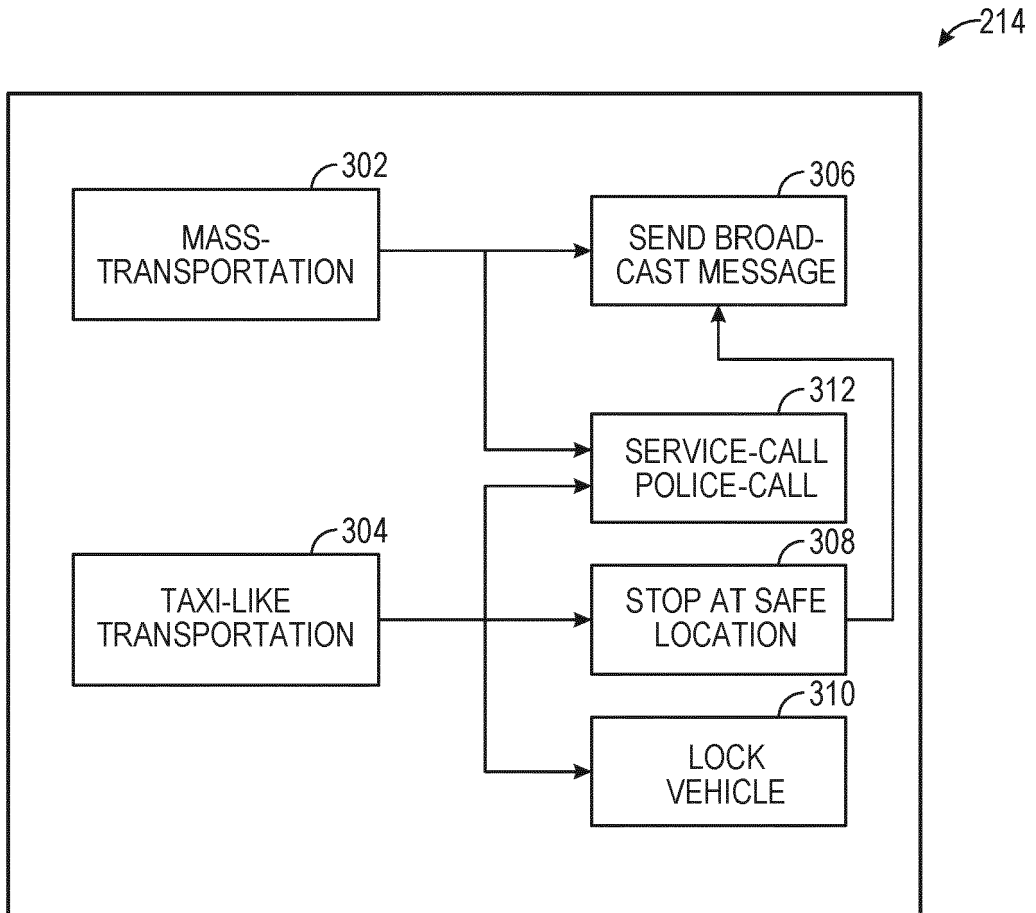 214
302
MASS-
TRANSPORTATION
306
SEND BROAD-
CAST MESSAGE
312
SERVICE-CALL
POLICE-CALL
304
TAXI-LIKE
TRANSPORTATION
308
STOP AT SAFE
LOCATION
310
LOCK
VEHICLE